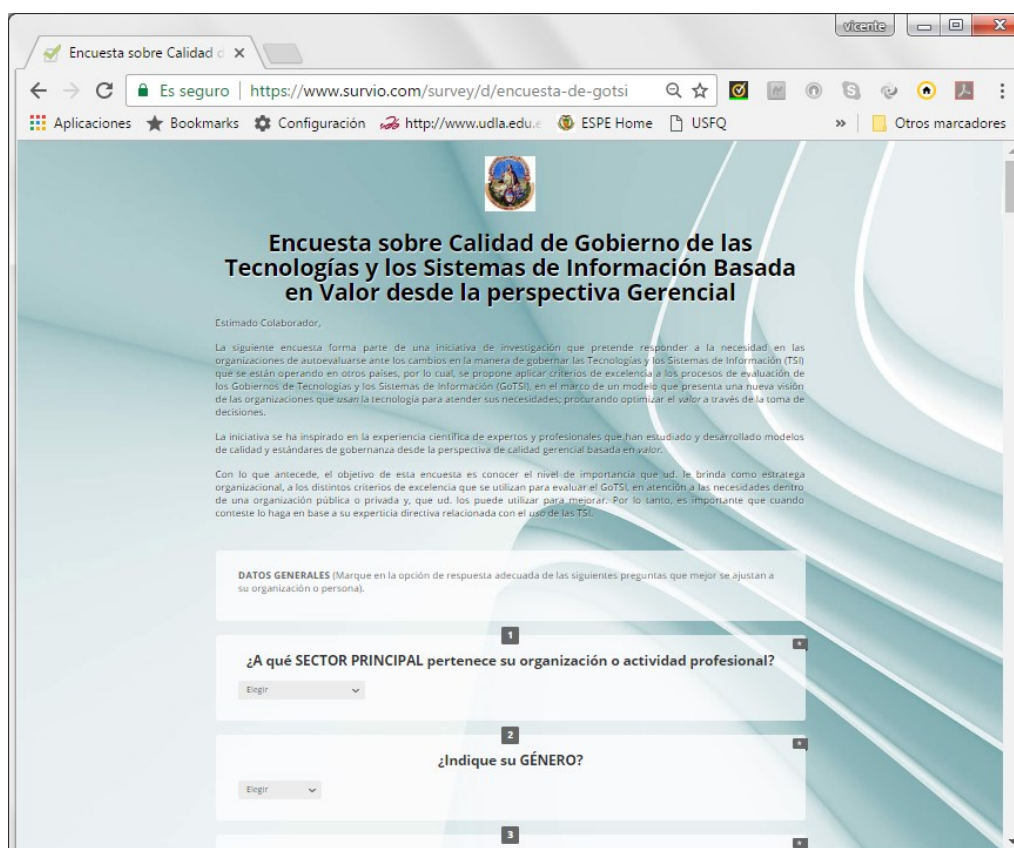 vicente
Encuesta sobre Calidad d
Es seguro
https://www.survio.com/survey/d/encuesta-de-gotsi
Aplicaciones
Bookmarks
Configuración
http://www.udla.edu.e
ESPE Home
USFQ
»
Otros marcadores
Encuesta sobre Calidad de Gobierno de las
Tecnologías y los Sistemas de Información Basada
en Valor desde la perspectiva Gerencial
Estimado Colaborador,
La siguiente encuesta forma parte de una iniciativa de investigación que pretende responder a la necesidad en las
organizaciones de autoevaluarse ante los cambios en la manera de gobernar las Tecnologías y los Sistemas de Información (TSI)
que se están operando en otros países, por lo cual, se propone aplicar criterios de excelencia a los procesos de evaluación de
los Gobiernos de Tecnologías y los Sistemas de Información (GoTSI), en el marco de un modelo que presenta una nueva visión
de las organizaciones que usan la tecnología para atender sus necesidades; procurando optimizar el valor a través de la toma de
decisiones.
La iniciativa se ha inspirado en la experiencia científica de expertos y profesionales que han estudiado y desarrollado modelos
de calidad y estándares de gobernanza desde la perspectiva de calidad gerencial basada en valor.
Con lo que antecede, el objetivo de esta encuesta es conocer el nivel de importancia que ud. le brinda como estratega
organizacional, a los distintos criterios de excelencia que se utilizan para evaluar el GoTSI, en atención a las necesidades dentro
de una organización pública o privada y, que ud. los puede utilizar para mejorar. Por lo tanto, es importante que cuando
conteste lo haga en base a su experticia directiva relacionada con el uso de las TSI.
DATOS GENERALES (Marque en la opción de respuesta adecuada de las siguientes preguntas que mejor se ajustan a
su organización o persona).
1
*
¿A qué SECTOR PRINCIPAL pertenece su organización o actividad profesional?
Elegir
2
*
¿Indique su GÉNERO?
Elegir
3
*